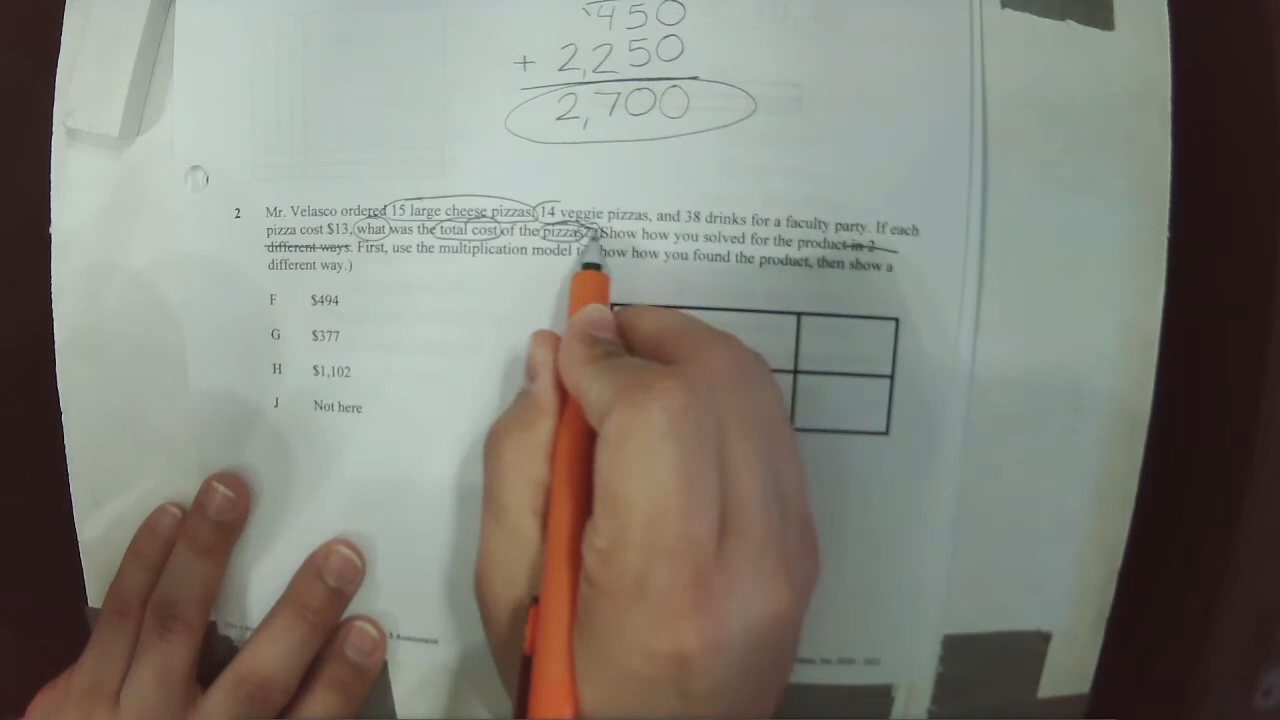 450
+ 2,250
2,700
2 Mr. Velasco ordered 15 large cheese pizzas, 14 veggie pizzas, and 38 drinks for a faculty party. If each
pizza cost $13, what was the total cost of the pizzas? Show how you solved for the product in 2
different ways. First, use the multiplication model how how you found the product, then show a
different way.)
F $494
G $377
H $1,102
J Not here
Assessment